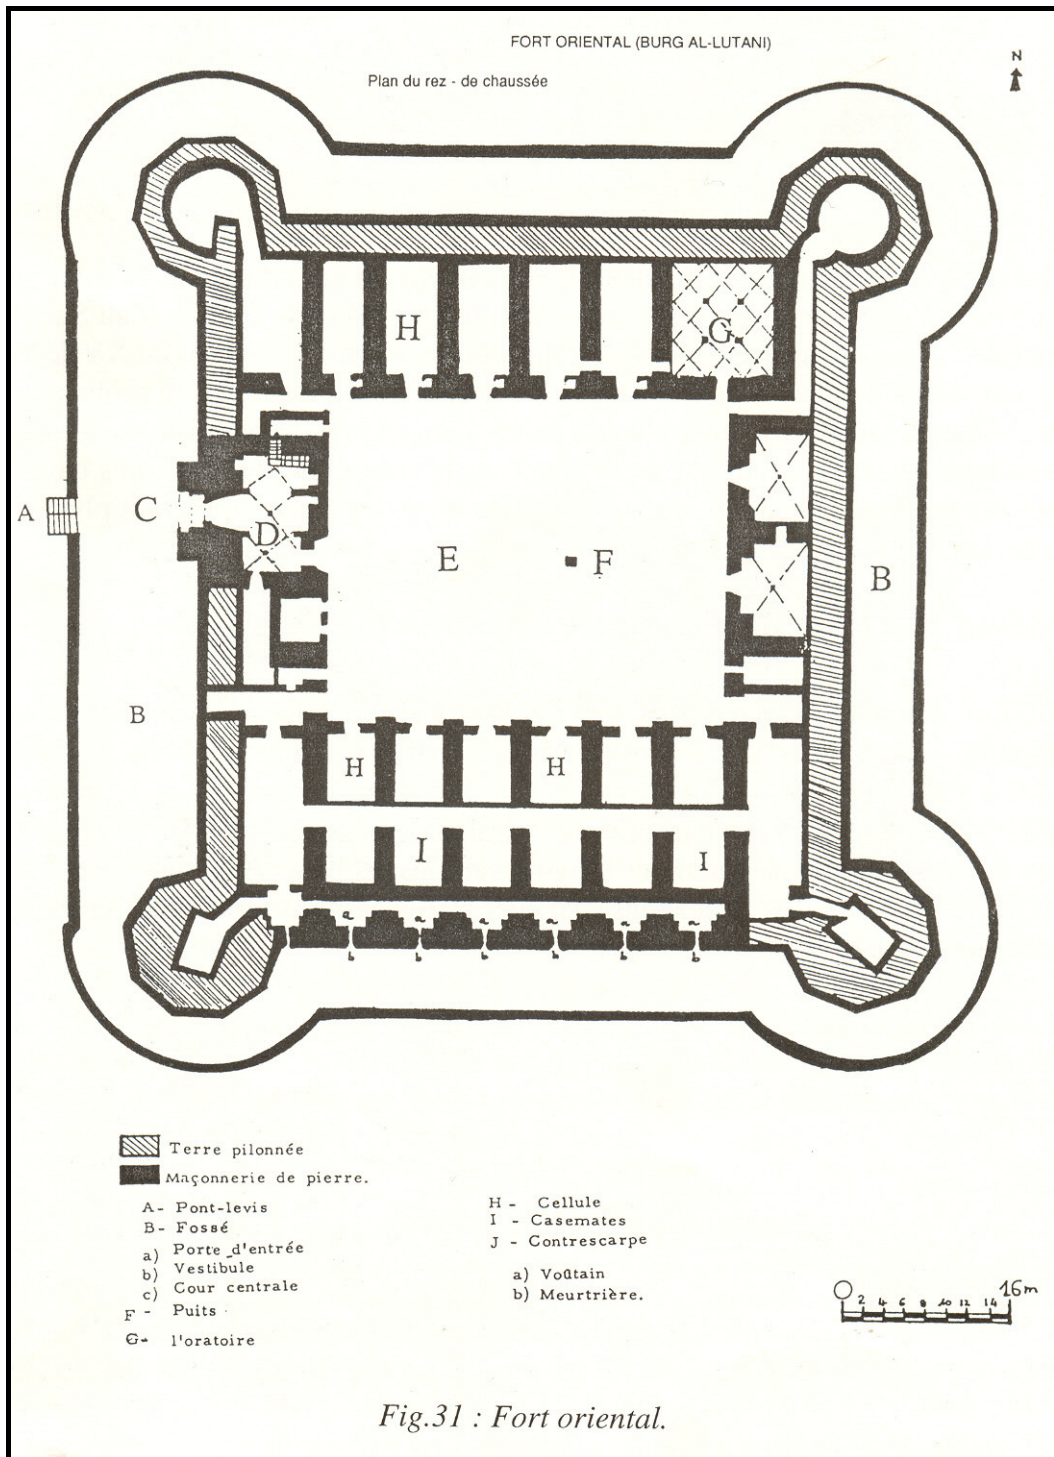 FORT ORIENTAL (BURG AL-LUTANI)
N
Plan du rez - de chaussée
H
G
A
C
D
E
F
B
B
H
H
I
I
a a a a a a
b b b b b b
Terre pilonnée
Maçonnerie de pierre.
A- Pont-levis
B- Fossé
a) Porte d'entrée
b) Vestibule
c) Cour centrale
F - Puits
G- l'oratoire
H - Cellule
I - Casemates
J - Contrescarpe
a) Voûtain
b) Meurtrière.
O 2 4 6 8 10 12 14 16m
Fig.31 : Fort oriental.